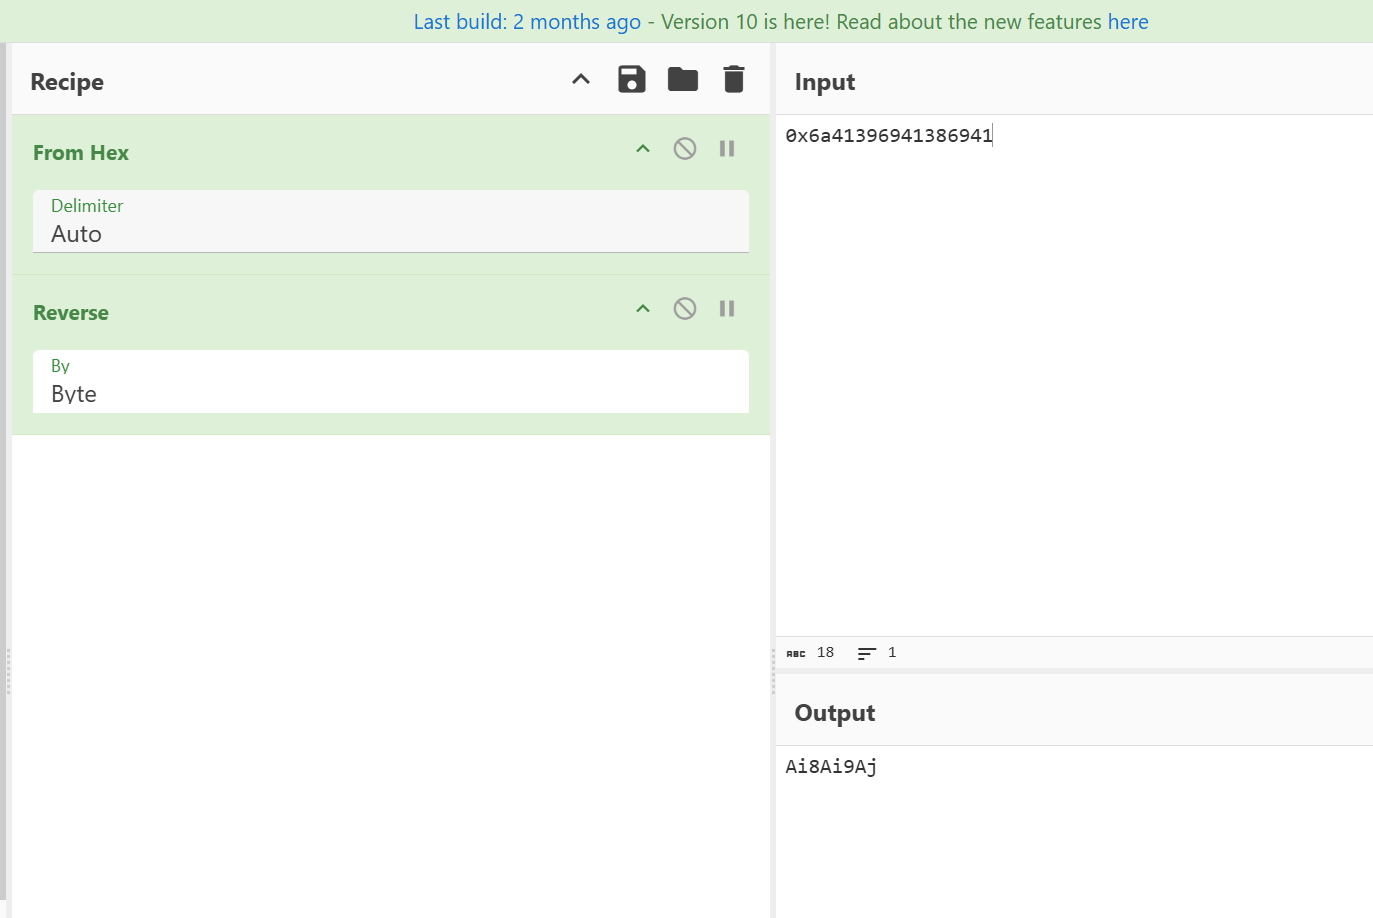 Last build: 2 months ago - Version 10 is here! Read about the new features here
Recipe
From Hex
Delimiter
Auto
Reverse
By
Byte
Input
0x6a41396941386941
ABC 18 1
Output
Ai8Ai9Aj